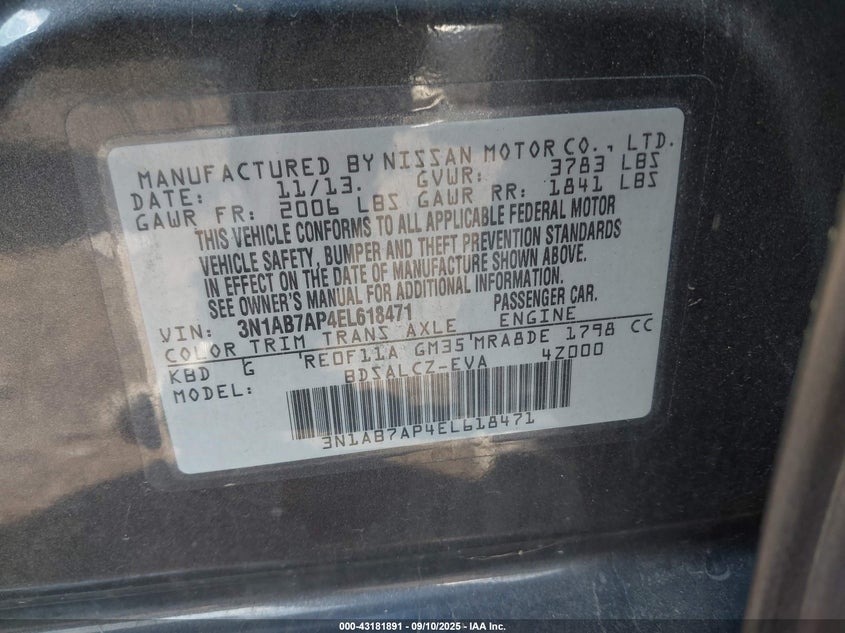 MANUFACTURED BY NISSAN MOTOR CO., LTD.
DATE: 11/13. GVWR: 3783 LBS
GAWR FR: 2006 LBS GAWR RR: 1841 LBS
THIS VEHICLE CONFORMS TO ALL APPLICABLE FEDERAL MOTOR
VEHICLE SAFETY, BUMPER AND THEFT PREVENTION STANDARDS
IN EFFECT ON THE DATE OF MANUFACTURE SHOWN ABOVE.
SEE OWNER'S MANUAL FOR ADDITIONAL INFORMATION.
VIN: 3N1AB7AP4EL618471 PASSENGER CAR.
COLOR TRIM TRANS AXLE ENGINE
KBD G RE0F11A GM35 MRA8DE 1798 CC
MODEL: BDSALCZ-EVA 4Z000
3N1AB7AP4EL618471
000-43181891 - 09/10/2025 - IAA Inc.